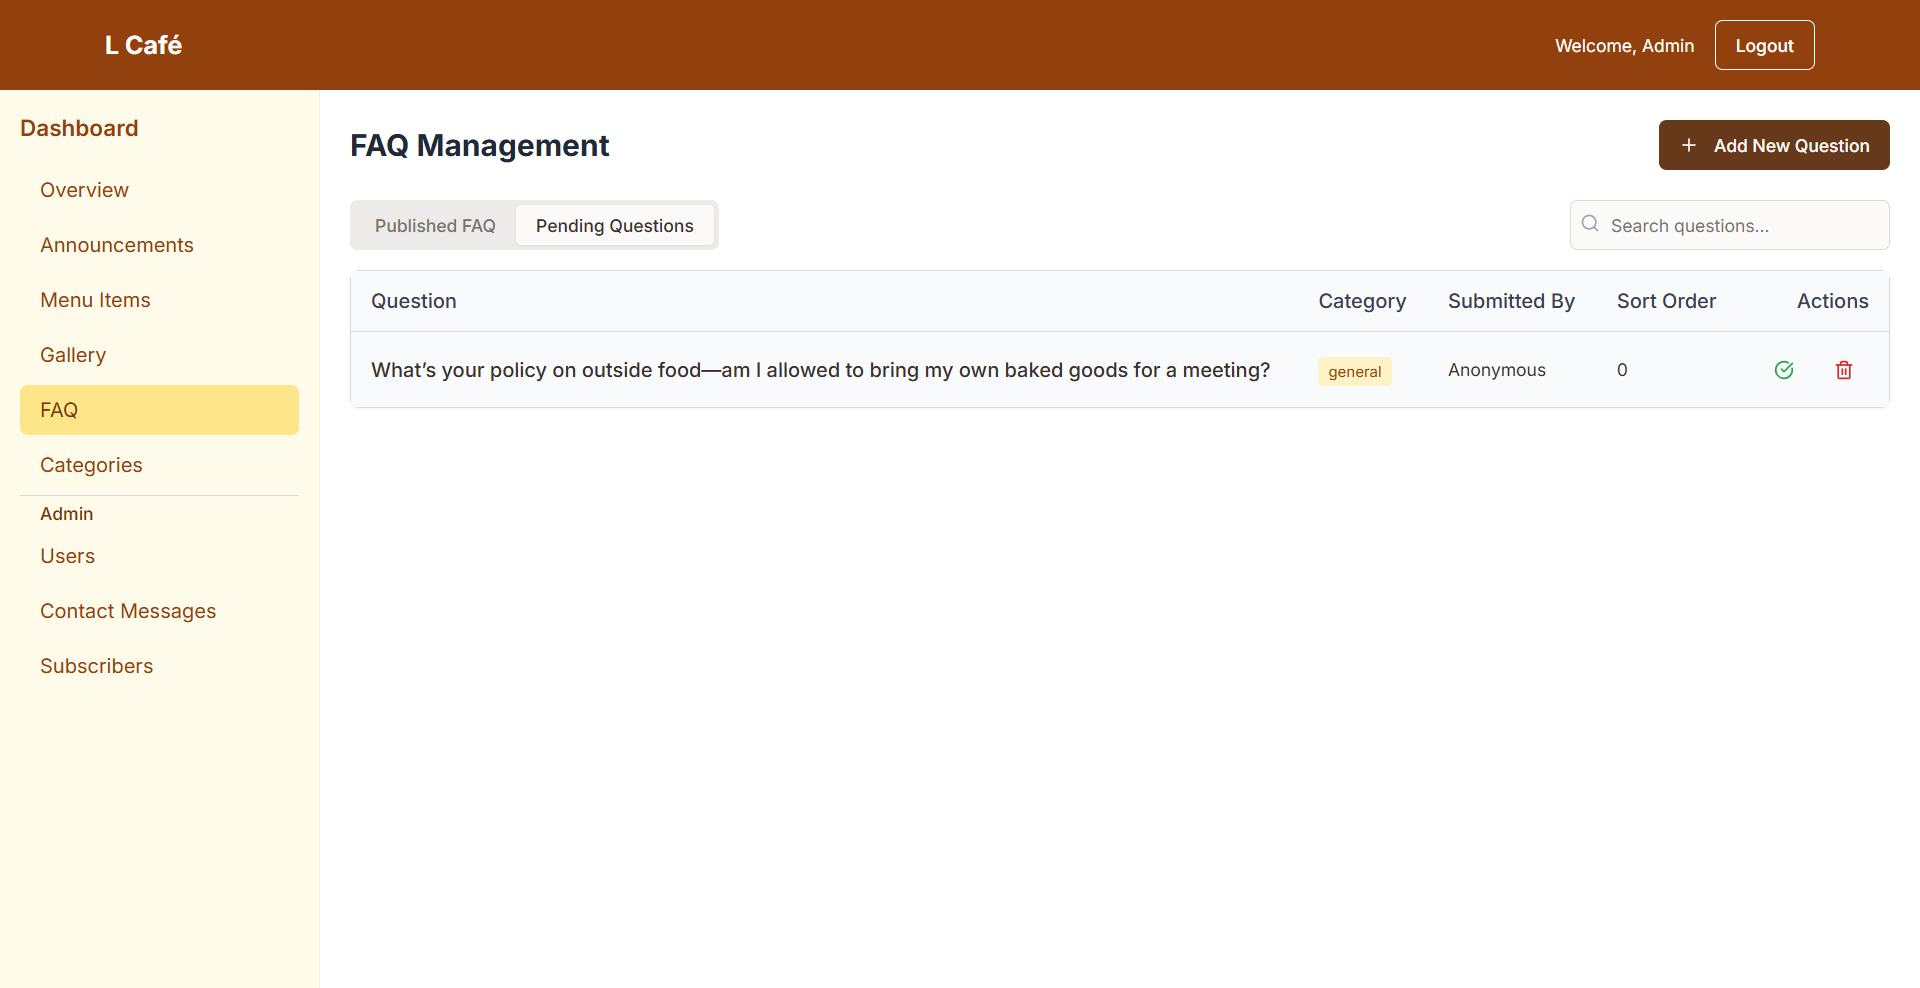 L Café
Welcome, Admin
Logout
Dashboard
Overview
Announcements
Menu Items
Gallery
FAQ
Categories
Admin
Users
Contact Messages
Subscribers
FAQ Management
Add New Question
Published FAQ
Pending Questions
Search questions...
Question Category Submitted By Sort Order Actions
What’s your policy on outside food—am I allowed to bring my own baked goods for a meeting? general Anonymous 0